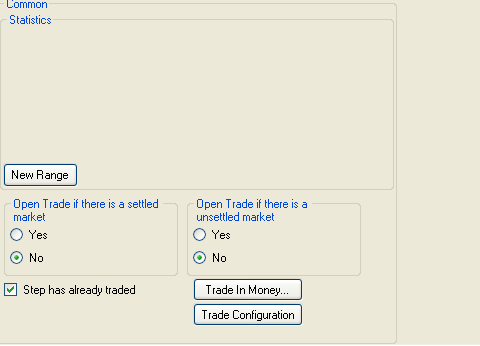 Common
Statistics
New Range
Open Trade if there is a settled
market
Yes
No
Open Trade if there is a
unsettled market
Yes
No
Step has already traded
Trade In Money...
Trade Configuration